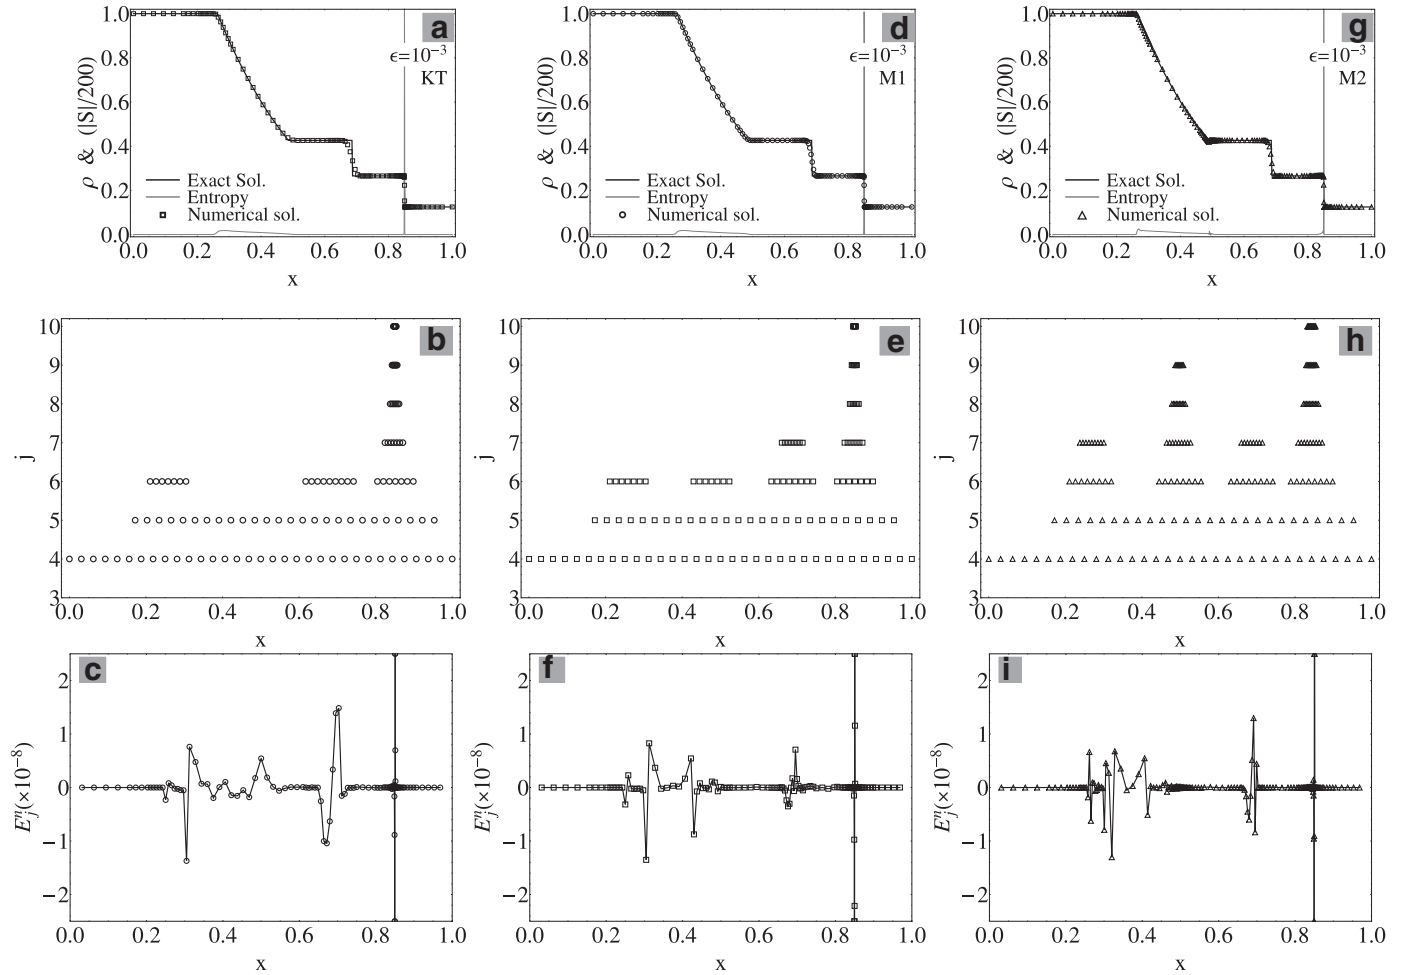 a
d
g
1.0
0.8
0.6
0.4
0.2
0.0
ρ & (|S|/200)
ϵ=10⁻³
KT
Exact Sol.
Entropy
Numerical sol.
0.0 0.2 0.4 0.6 0.8 1.0
x
1.0
0.8
0.6
0.4
0.2
0.0
ρ & (|S|/200)
ϵ=10⁻³
M1
Exact Sol.
Entropy
Numerical sol.
0.0 0.2 0.4 0.6 0.8 1.0
x
1.0
0.8
0.6
0.4
0.2
0.0
ρ & (|S|/200)
ϵ=10⁻³
M2
Exact Sol.
Entropy
Numerical sol.
0.0 0.2 0.4 0.6 0.8 1.0
x
b
10
9
8
7
6
5
4
3
j
0.0 0.2 0.4 0.6 0.8 1.0
x
e
10
9
8
7
6
5
4
3
j
0.0 0.2 0.4 0.6 0.8 1.0
x
h
10
9
8
7
6
5
4
3
j
0.0 0.2 0.4 0.6 0.8 1.0
x
c
2
1
0
−1
−2
Eⱼⁿ(×10⁻⁸)
0.0 0.2 0.4 0.6 0.8 1.0
x
f
2
1
0
−1
−2
Eⱼⁿ(×10⁻⁸)
0.0 0.2 0.4 0.6 0.8 1.0
x
i
2
1
0
−1
−2
Eⱼⁿ(×10⁻⁸)
0.0 0.2 0.4 0.6 0.8 1.0
x